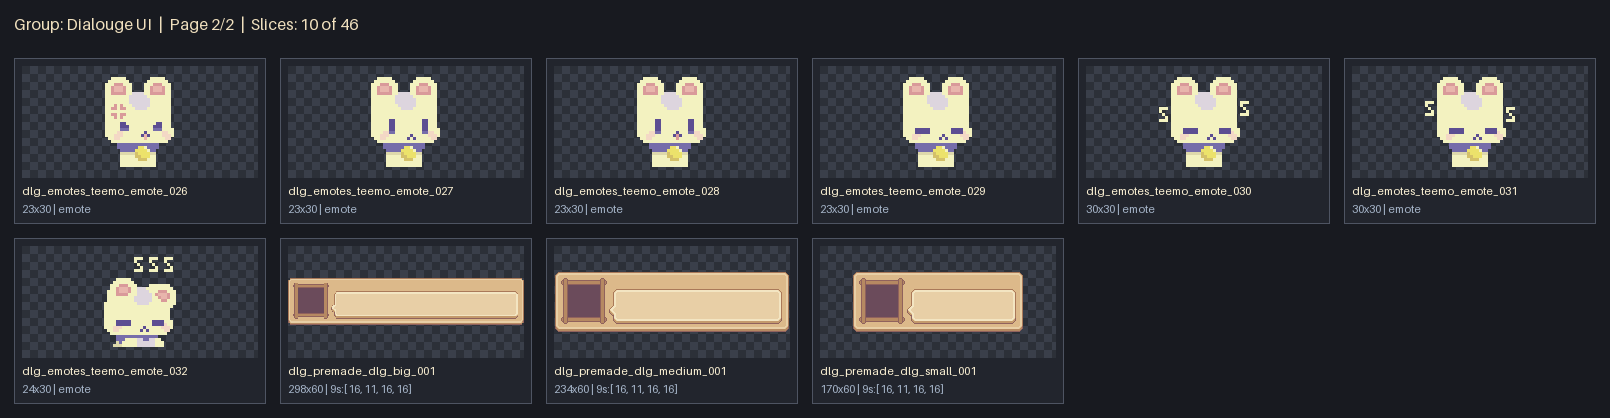 Group: Dialouge UI | Page 2/2 | Slices: 10 of 46
dlg_emotes_teemo_emote_026
23x30 | emote
dlg_emotes_teemo_emote_027
23x30 | emote
dlg_emotes_teemo_emote_028
23x30 | emote
dlg_emotes_teemo_emote_029
23x30 | emote
dlg_emotes_teemo_emote_030
30x30 | emote
dlg_emotes_teemo_emote_031
30x30 | emote
dlg_emotes_teemo_emote_032
24x30 | emote
dlg_premade_dlg_big_001
298x60 | 9s:[16, 11, 16, 16]
dlg_premade_dlg_medium_001
234x60 | 9s:[16, 11, 16, 16]
dlg_premade_dlg_small_001
170x60 | 9s:[16, 11, 16, 16]